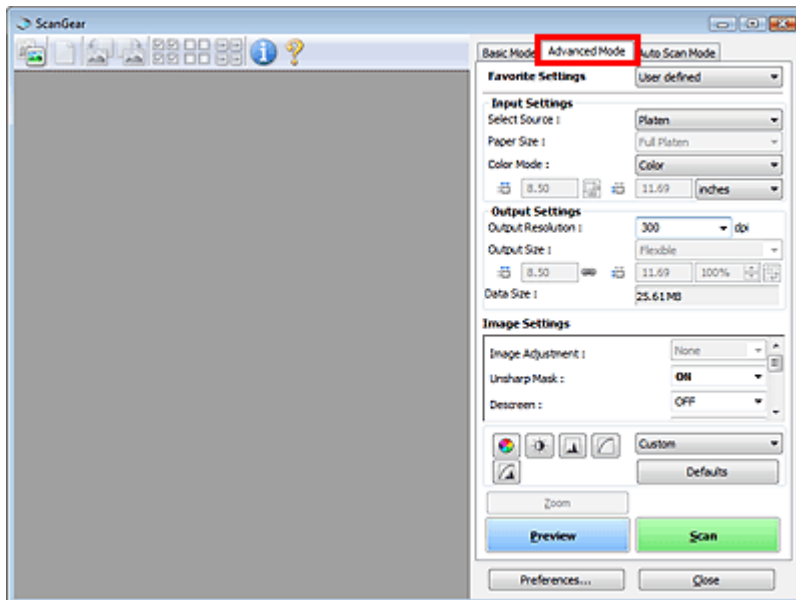 ScanGear
Basic Mode Advanced Mode Auto Scan Mode
Favorite Settings User defined
Input Settings
Select Source : Platen
Paper Size : Full Platen
Color Mode : Color
8.50 11.69 inches
Output Settings
Output Resolution : 300 dpi
Output Size : Flexible
8.50 11.69 100%
Data Size : 25.61 MB
Image Settings
Image Adjustment : None
Unsharp Mask : ON
Descreen : OFF
Custom
Defaults
Zoom
Preview Scan
Preferences... Close